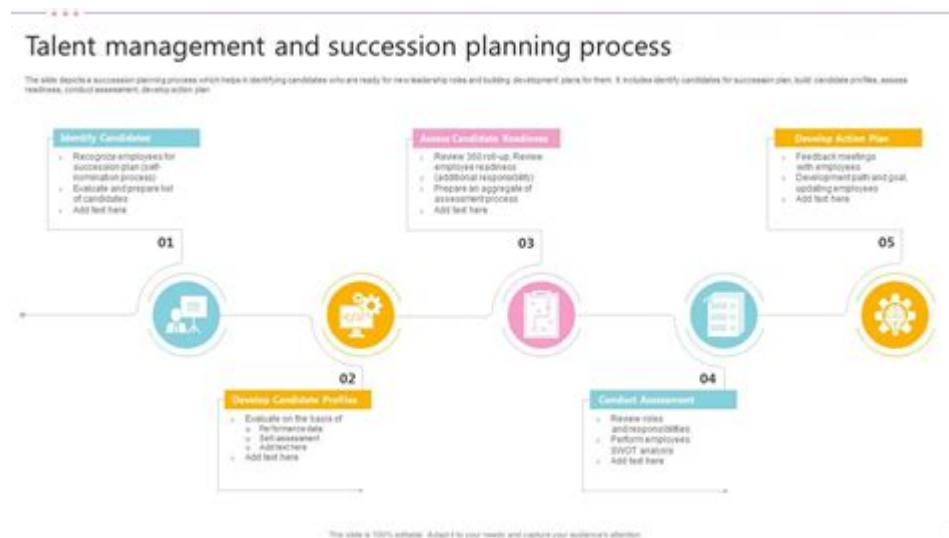 Talent management and succession planning process
The slide depicts a succession planning process which helps in identifying candidates who are ready for new leadership roles and building development plans for them. It includes identify candidates for succession plan, build candidate profiles, assess
readiness, conduct assessment, develop action plan.
Identify Candidates
Recognize employees for
succession plan (self-
nomination process)
Evaluate and prepare list
of candidates
Add text here
01
Develop Candidate Profiles
02
Evaluate on the basis of
Performance data
Self-assessment
Add text here
Add text here
Assess Candidate Readiness
Review 360 roll-up, Review
employee readiness
(additional responsibility)
Prepare an aggregate of
assessment process
Add text here
03
04
Conduct Assessment
Review roles
and responsibilities
Perform employees
SWOT analysis
Add text here
Develop Action Plan
Feedback meetings
with employees
Development path and goal,
updating employees
Add text here
05
This slide is 100% editable. Adapt it to your needs and capture your audience's attention.